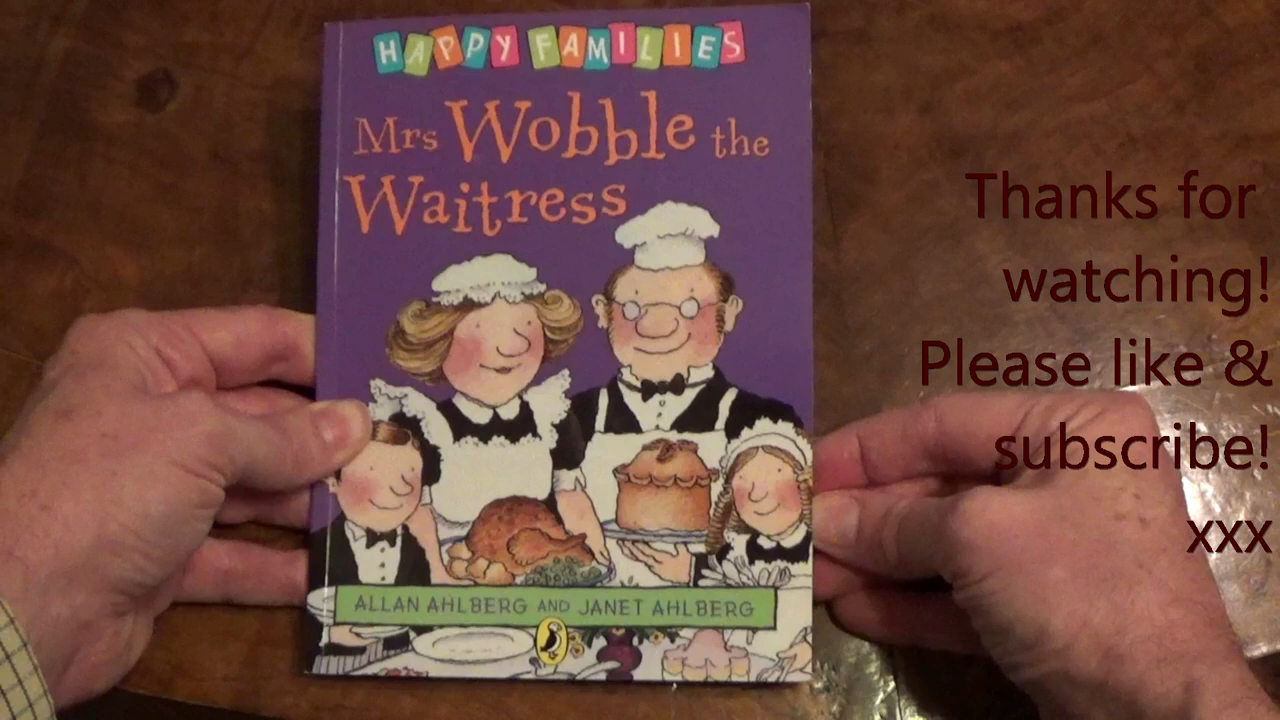 HAPPY FAMILIES
Mrs Wobble the
Waitress
ALLAN AHLBERG AND JANET AHLBERG
Thanks for
watching!
Please like &
subscribe!
xxx